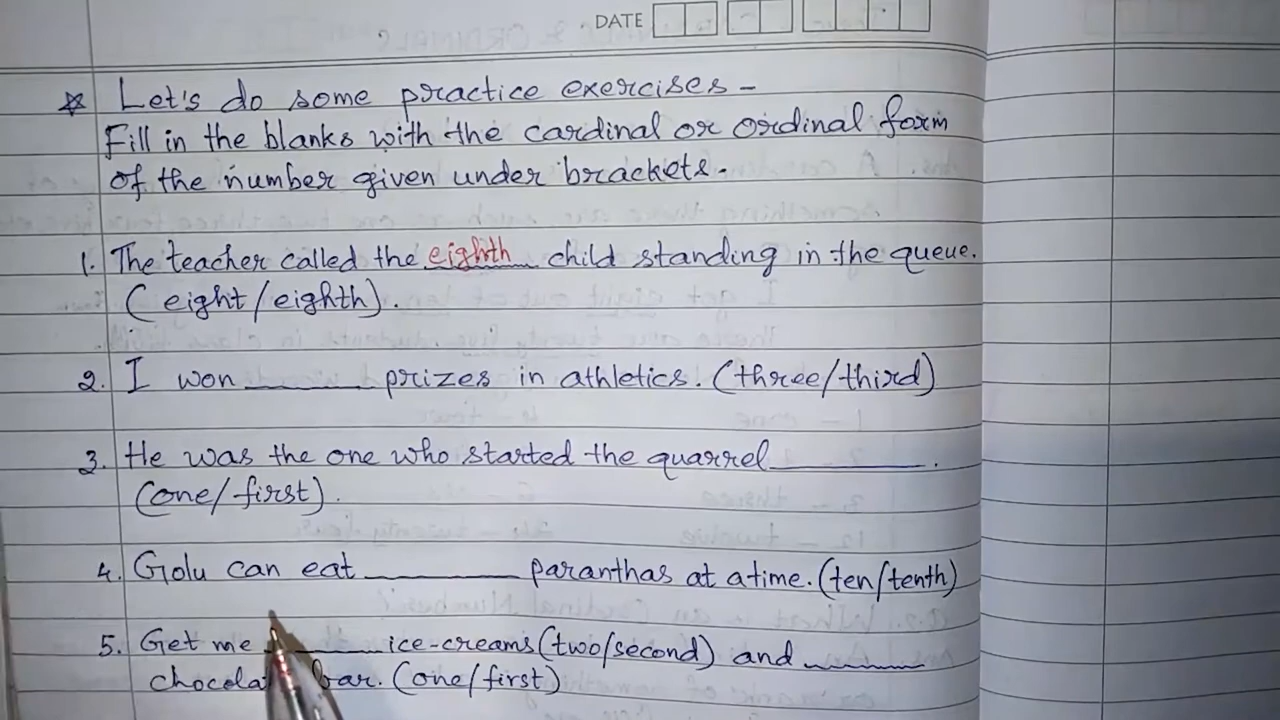 DATE
☆ Let's do some practice exercises -
Fill in the blanks with the cardinal or ordinal form
of the number given under brackets.
1. The teacher called the eighth child standing in the queue.
(eight/eighth).
2. I won ______ prizes in athletics. (three/third)
3. He was the one who started the quarrel ______.
(one/first).
4. Golu can eat ______ paranthas at a time. (ten/tenth)
5. Get me ______ ice-creams (two/second) and ______
bar. (one/first)